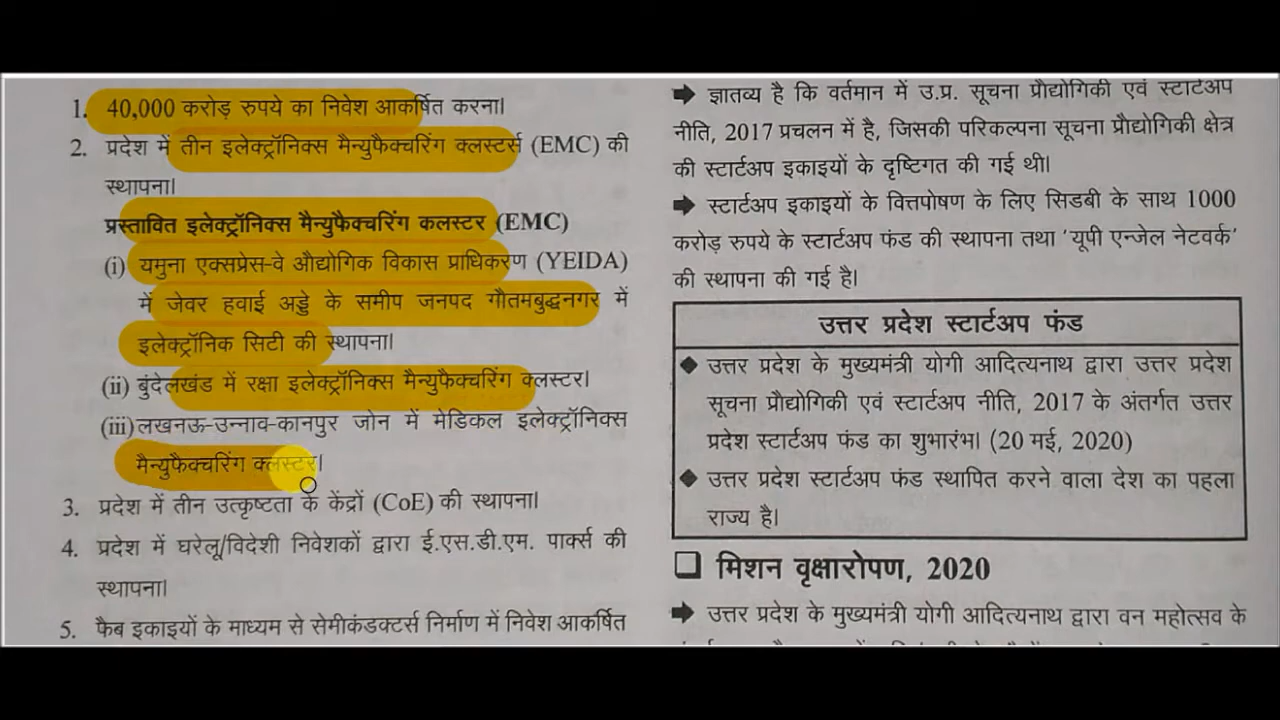 1. 40,000 करोड़ रुपये का निवेश आकर्षित करना।
2. प्रदेश में तीन इलेक्ट्रॉनिक्स मैन्युफैक्चरिंग क्लस्टर्स (EMC) की
स्थापना।
प्रस्तावित इलेक्ट्रॉनिक्स मैन्युफैक्चरिंग कलस्टर (EMC)
(i) यमुना एक्सप्रेस-वे औद्योगिक विकास प्राधिकरण (YEIDA)
में जेवर हवाई अड्डे के समीप जनपद गौतमबुद्धनगर में
इलेक्ट्रॉनिक सिटी की स्थापना।
(ii) बुंदेलखंड में रक्षा इलेक्ट्रॉनिक्स मैन्युफैक्चरिंग क्लस्टर।
(iii) लखनऊ-उन्नाव-कानपुर जोन में मेडिकल इलेक्ट्रॉनिक्स
मैन्युफैक्चरिंग क्लस्टर।
3. प्रदेश में तीन उत्कृष्टता के केंद्रों (CoE) की स्थापना।
4. प्रदेश में घरेलू/विदेशी निवेशकों द्वारा ई.एस.डी.एम. पार्क्स की
स्थापना।
5. फैब इकाइयों के माध्यम से सेमीकंडक्टर्स निर्माण में निवेश आकर्षित
➡ ज्ञातव्य है कि वर्तमान में उ.प्र. सूचना प्रौद्योगिकी एवं स्टार्टअप
नीति, 2017 प्रचलन में है, जिसकी परिकल्पना सूचना प्रौद्योगिकी क्षेत्र
की स्टार्टअप इकाइयों के दृष्टिगत की गई थी।
➡ स्टार्टअप इकाइयों के वित्तपोषण के लिए सिडबी के साथ 1000
करोड़ रुपये के स्टार्टअप फंड की स्थापना तथा 'यूपी एन्जेल नेटवर्क'
की स्थापना की गई है।
उत्तर प्रदेश स्टार्टअप फंड
◆ उत्तर प्रदेश के मुख्यमंत्री योगी आदित्यनाथ द्वारा उत्तर प्रदेश
सूचना प्रौद्योगिकी एवं स्टार्टअप नीति, 2017 के अंतर्गत उत्तर
प्रदेश स्टार्टअप फंड का शुभारंभ। (20 मई, 2020)
◆ उत्तर प्रदेश स्टार्टअप फंड स्थापित करने वाला देश का पहला
राज्य है।
❑ मिशन वृक्षारोपण, 2020
➡ उत्तर प्रदेश के मुख्यमंत्री योगी आदित्यनाथ द्वारा वन महोत्सव के